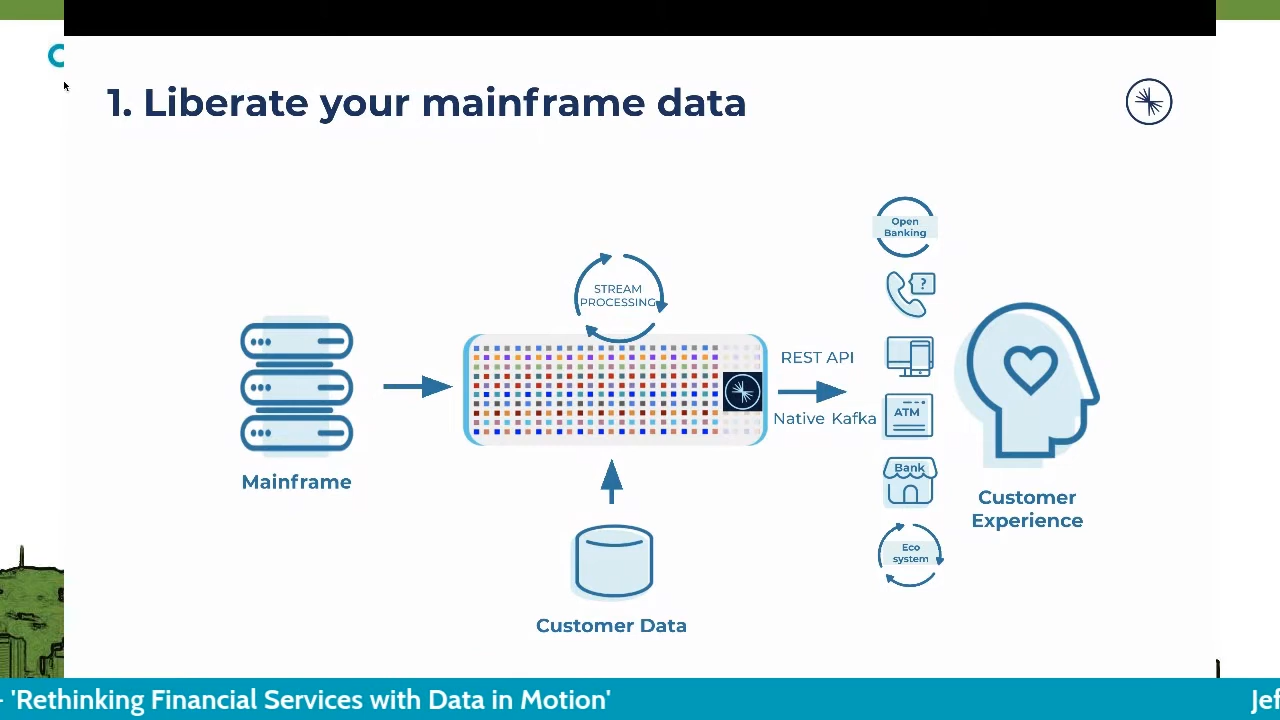 1. Liberate your mainframe data
Open
Banking
STREAM
PROCESSING
?
REST API
Native Kafka
ATM
Bank
Mainframe
Customer
Experience
Eco
system
Customer Data
- 'Rethinking Financial Services with Data in Motion'
Jef